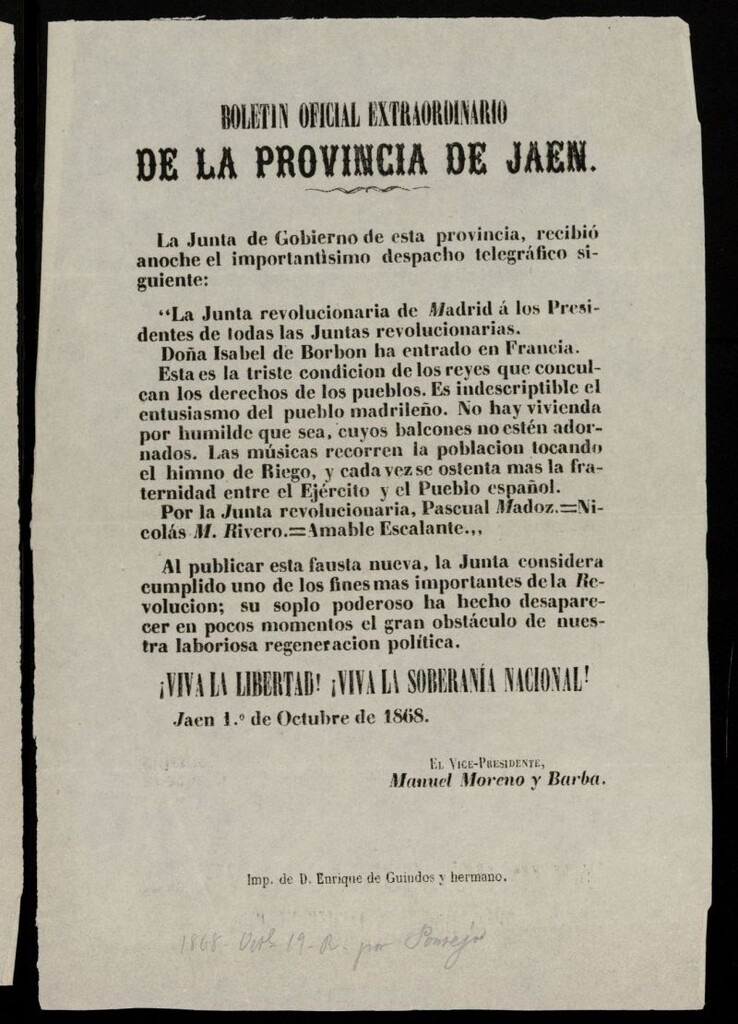 BOLETIN OFICIAL EXTRAORDINARIO
DE LA PROVINCIA DE JAEN.
La Junta de Gobierno de esta provincia, recibió
anoche el importantìsimo despacho telegráfico si-
guiente:
“La Junta revolucionaria de Madrid á los Presi-
dentes de todas las Juntas revolucionarias.
Doña Isabel de Borbon ha entrado en Francia.
Esta es la triste condicion de los reyes que concul-
can los derechos de los pueblos. Es indescriptible el
entusiasmo del pueblo madrileño. No hay vivienda
por humilde que sea, cuyos balcones no estén ador-
nados. Las músicas recorren la poblacion tocando
el himno de Riego, y cada vez se ostenta mas la fra-
ternidad entre el Ejército y el Pueblo español.
Por la Junta revolucionaria, Pascual Madoz.=Ni-
colás M. Rivero.=Amable Escalante.,,
Al publicar esta fausta nueva, la Junta considera
cumplido uno de los fines mas importantes de la Re-
volucion; su soplo poderoso ha hecho desapare-
cer en pocos momentos el gran obstáculo de nues-
tra laboriosa regeneracion política.
¡VIVA LA LIBERTAD! ¡VIVA LA SOBERANÍA NACIONAL!
Jaen 1.º de Octubre de 1868.
EL VICE-PRESIDENTE,
Manuel Moreno y Barba.
Imp. de D. Enrique de Guindos y hermano.
1868- 19-R. por